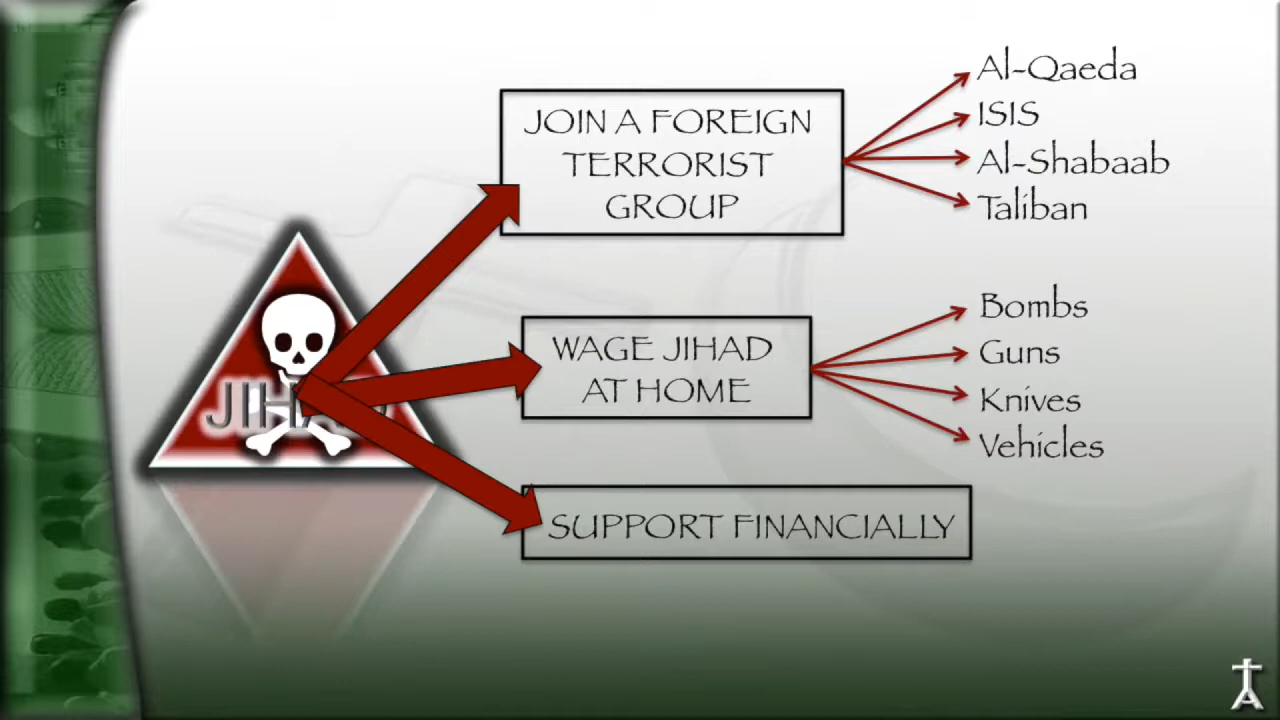 JOIN A FOREIGN
TERRORIST
GROUP
Al-Qaeda
ISIS
Al-Shabaab
Taliban
JIHAD
WAGE JIHAD
AT HOME
Bombs
Guns
Knives
Vehicles
SUPPORT FINANCIALLY